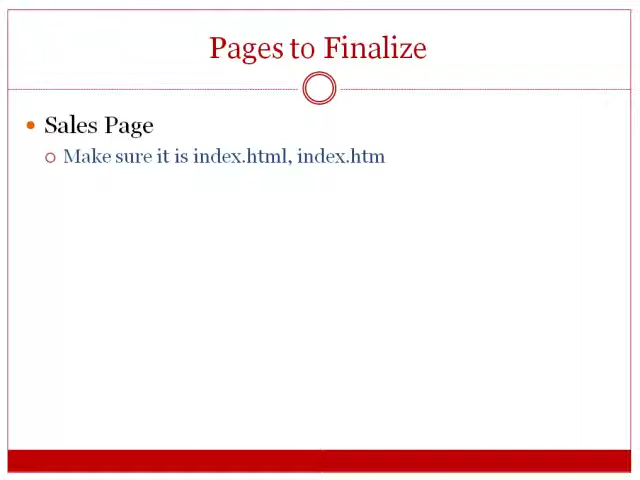 Pages to Finalize
Sales Page
Make sure it is index.html, index.htm